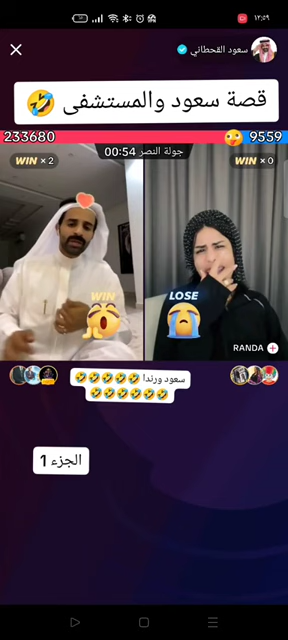 ١٢:٥٩
سعود القحطاني
قصة سعود والمستشفى 🤣
233680
9559
WIN × 2
جولة النصر 00:54
WIN × 0
WIN
LOSE
RANDA
سعود ورندا 🤣🤣🤣🤣🤣
🤣🤣🤣🤣🤣🤣
الجزء 1